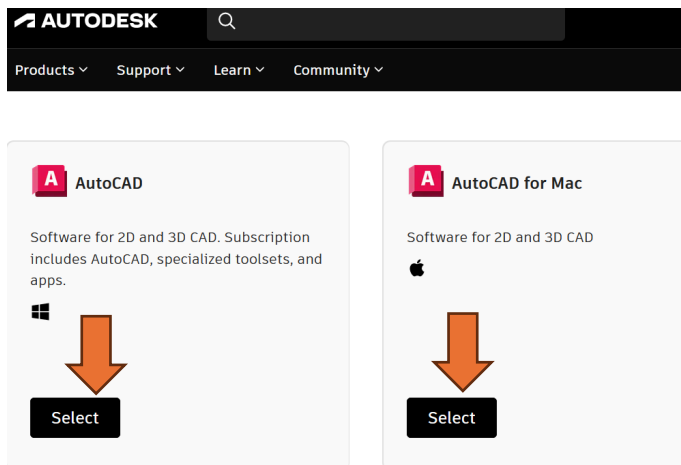 AUTODESK
Products Support Learn Community
A AutoCAD
Software for 2D and 3D CAD. Subscription
includes AutoCAD, specialized toolsets, and
apps.
Select
A AutoCAD for Mac
Software for 2D and 3D CAD
Select